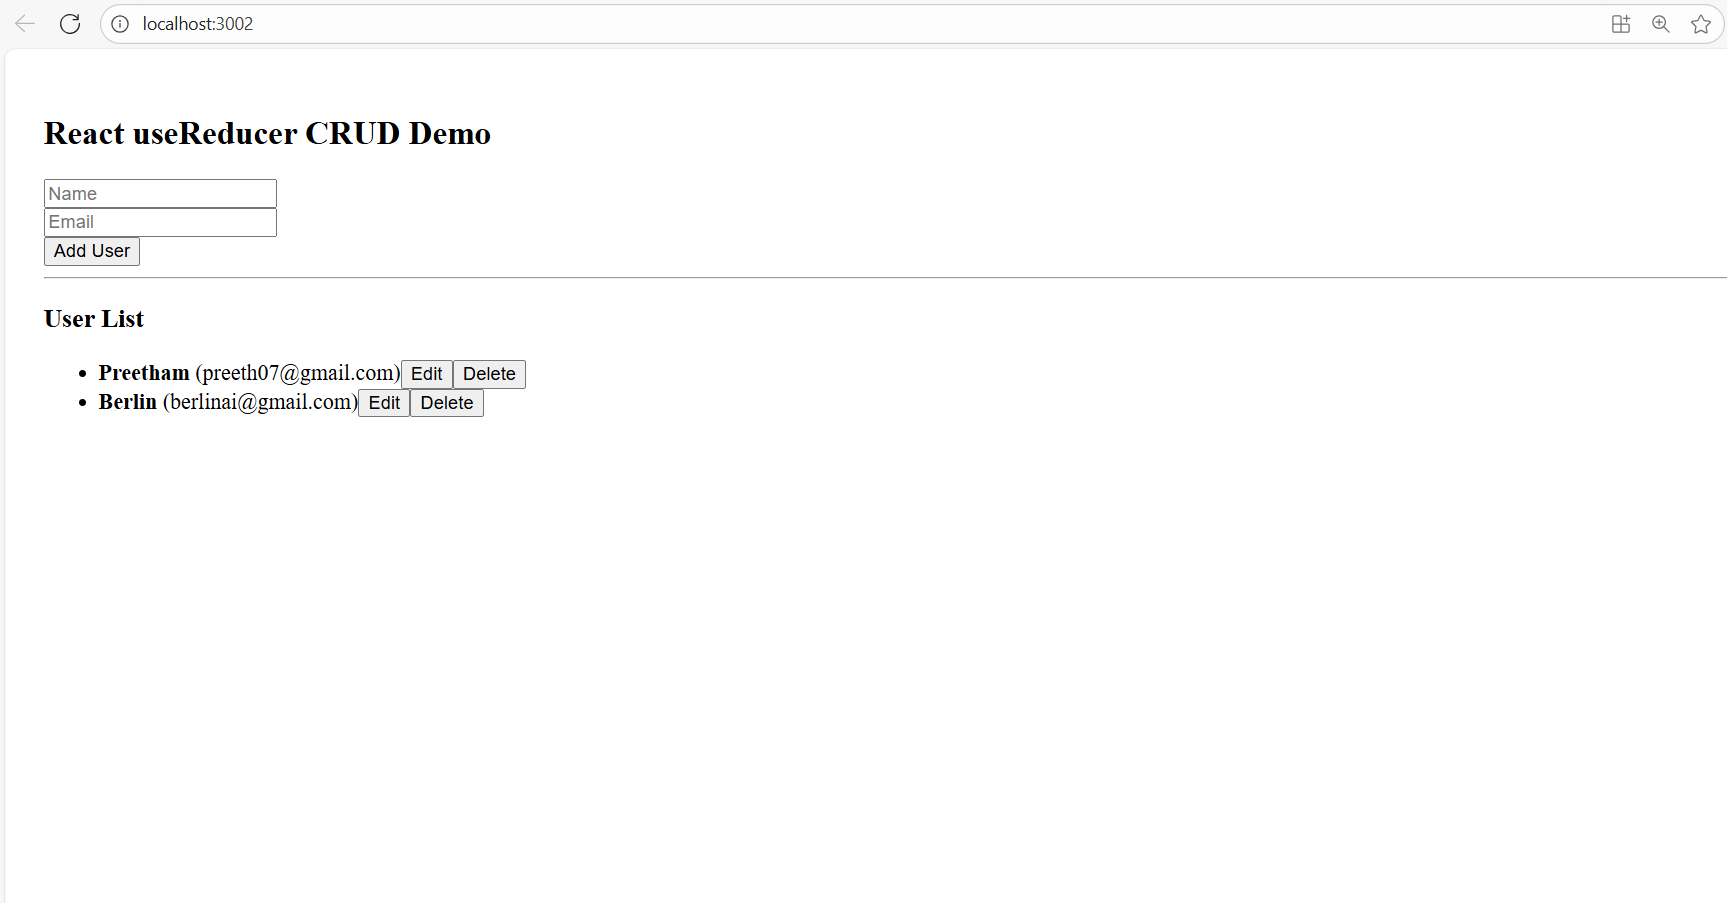 localhost:3002
React useReducer CRUD Demo
Name
Email
Add User
User List
Preetham (preeth07@gmail.com) Edit Delete
Berlin (berlinai@gmail.com) Edit Delete